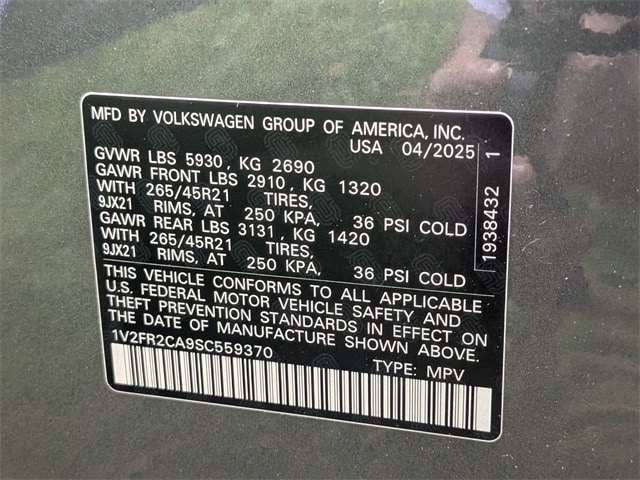 MFD BY VOLKSWAGEN GROUP OF AMERICA, INC.
USA 04/2025
GVWR LBS 5930, KG 2690
GAWR FRONT LBS 2910, KG 1320
WITH 265/45R21 TIRES,
9JX21 RIMS, AT 250 KPA, 36 PSI COLD
GAWR REAR LBS 3131, KG 1420
WITH 265/45R21 TIRES,
9JX21 RIMS, AT 250 KPA, 36 PSI COLD
THIS VEHICLE CONFORMS TO ALL APPLICABLE
U.S. FEDERAL MOTOR VEHICLE SAFETY AND
THEFT PREVENTION STANDARDS IN EFFECT ON
THE DATE OF MANUFACTURE SHOWN ABOVE.
1V2FR2CA9SC559370
TYPE: MPV
1938432 1